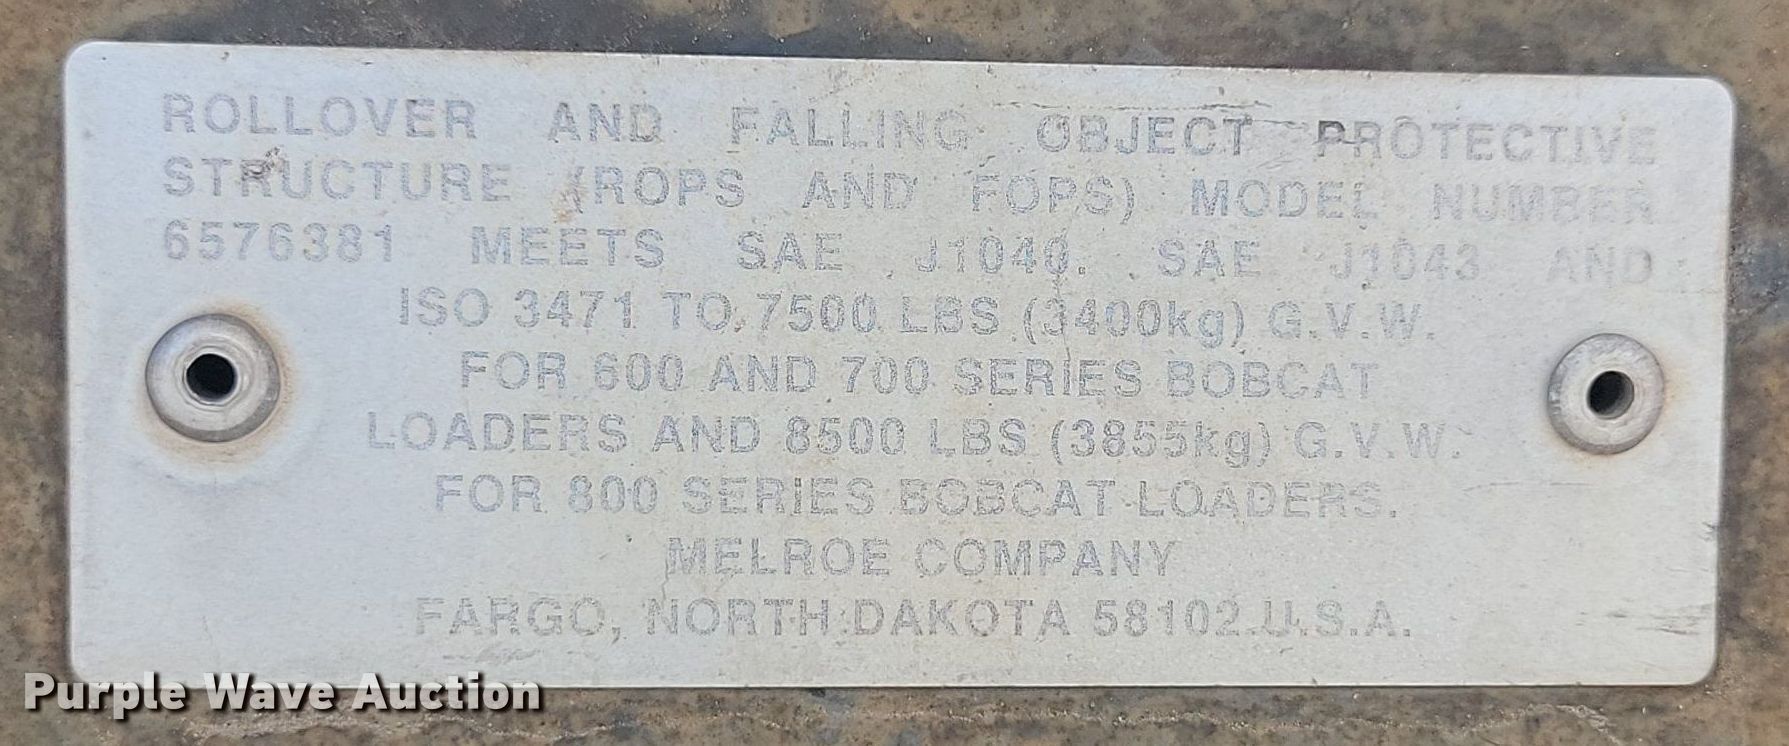 ROLLOVER AND FALLING OBJECT PROTECTIVE
STRUCTURE (ROPS AND FOPS) MODEL NUMBER
6576381 MEETS SAE J1040, SAE J1043 AND
ISO 3471 TO 7500 LBS (3400kg) G.V.W.
FOR 600 AND 700 SERIES BOBCAT
LOADERS AND 8500 LBS (3855kg) G.V.W.
FOR 800 SERIES BOBCAT LOADERS.
MELROE COMPANY
FARGO, NORTH DAKOTA 58102 U.S.A.
Purple Wave Auction